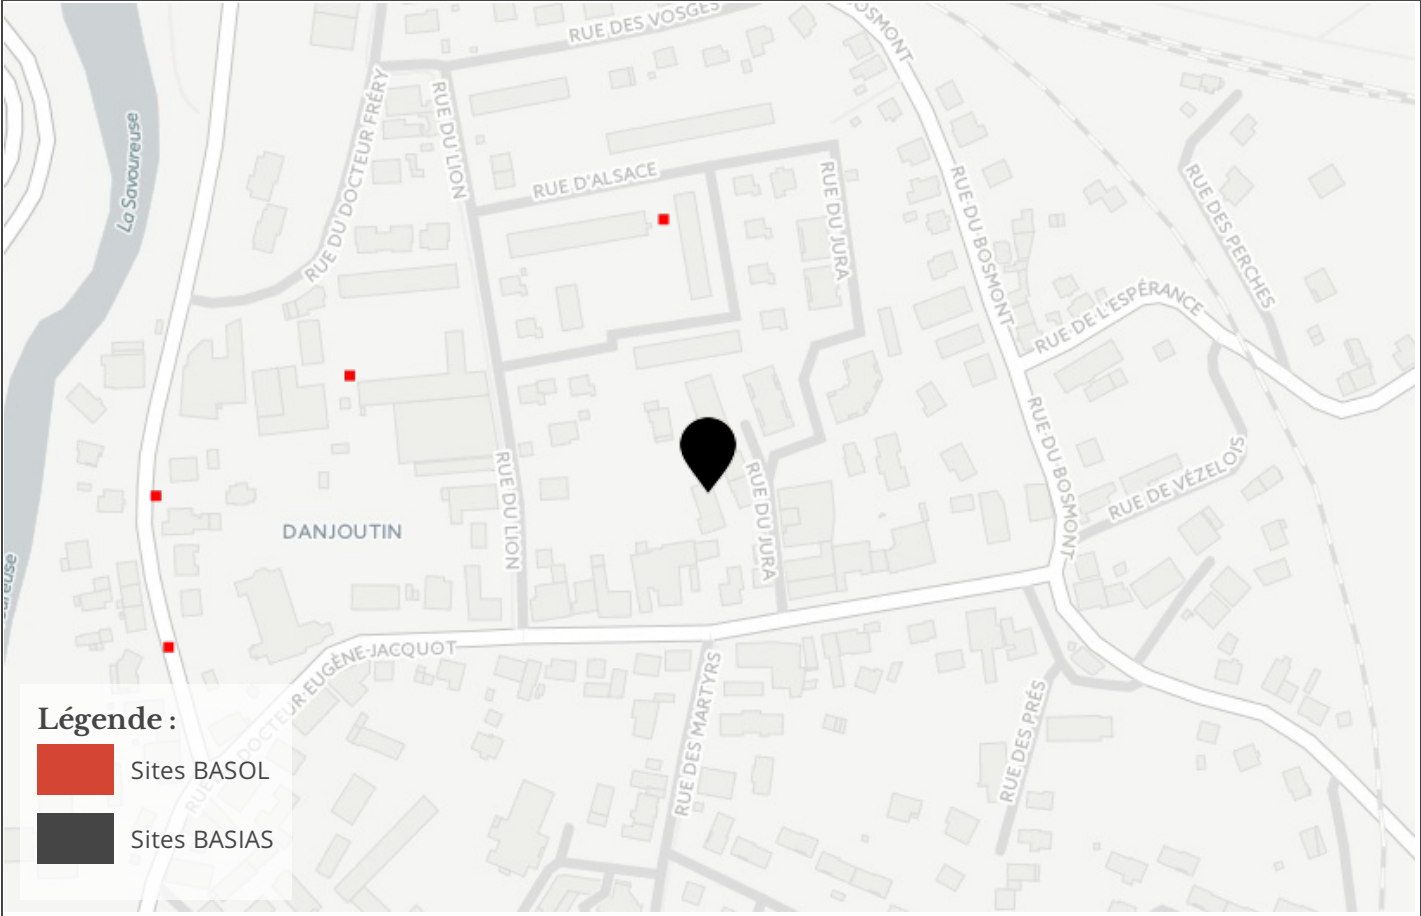 RUE DES VOSGES
OSMONT
RUE DU DOCTEUR FRÉRY
RUE DU LION
La Savoureuse
RUE D'ALSACE
RUE DU JURA
RUE DU BOSMONT
RUE DES PERCHES
RUE DE L'ESPÉRANCE
RUE DU LION
DANJOUTIN
RUE DU JURA
RUE DU BOSMONT
RUE DE VÉZELOIS
RUE DU DOCTEUR EUGÈNE JACQUOT
RUE DES MARTYRS
RUE DES PRÉS
Légende :
Sites BASOL
Sites BASIAS